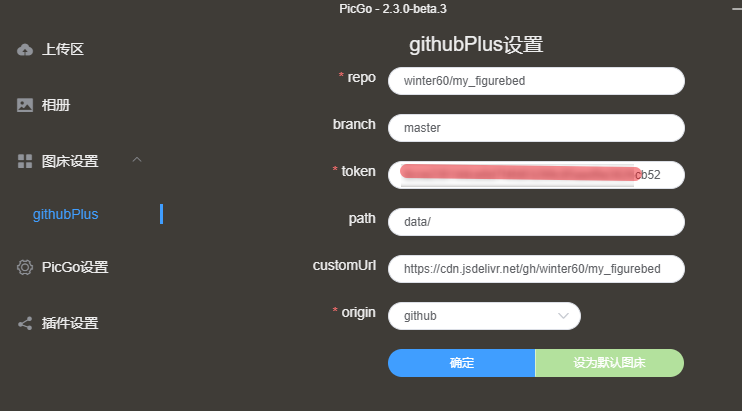 PicGo - 2.3.0-beta.3
上传区
相册
图床设置
githubPlus
PicGo设置
插件设置
githubPlus设置
* repo winter60/my_figurebed
branch master
* token cb52
path data/
customUrl https://cdn.jsdelivr.net/gh/winter60/my_figurebed
* origin github
确定 设为默认图床